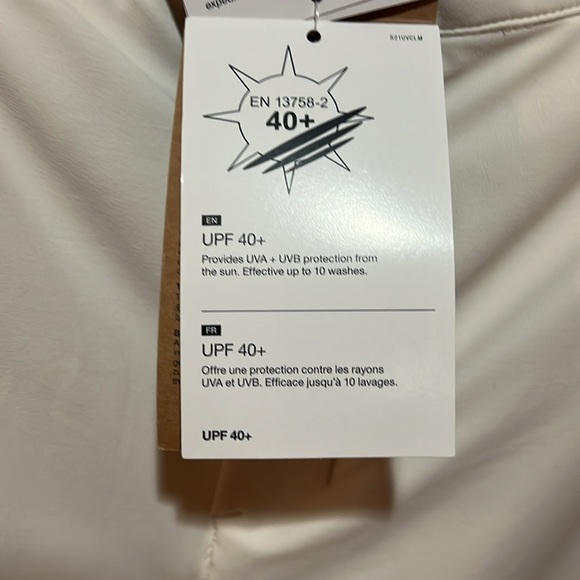 S21UVCLM
EN 13758-2
40+
EN
UPF 40+
Provides UVA + UVB protection from
the sun. Effective up to 10 washes.
FR
UPF 40+
Offre une protection contre les rayons
UVA et UVB. Efficace jusqu'à 10 lavages.
UPF 40+